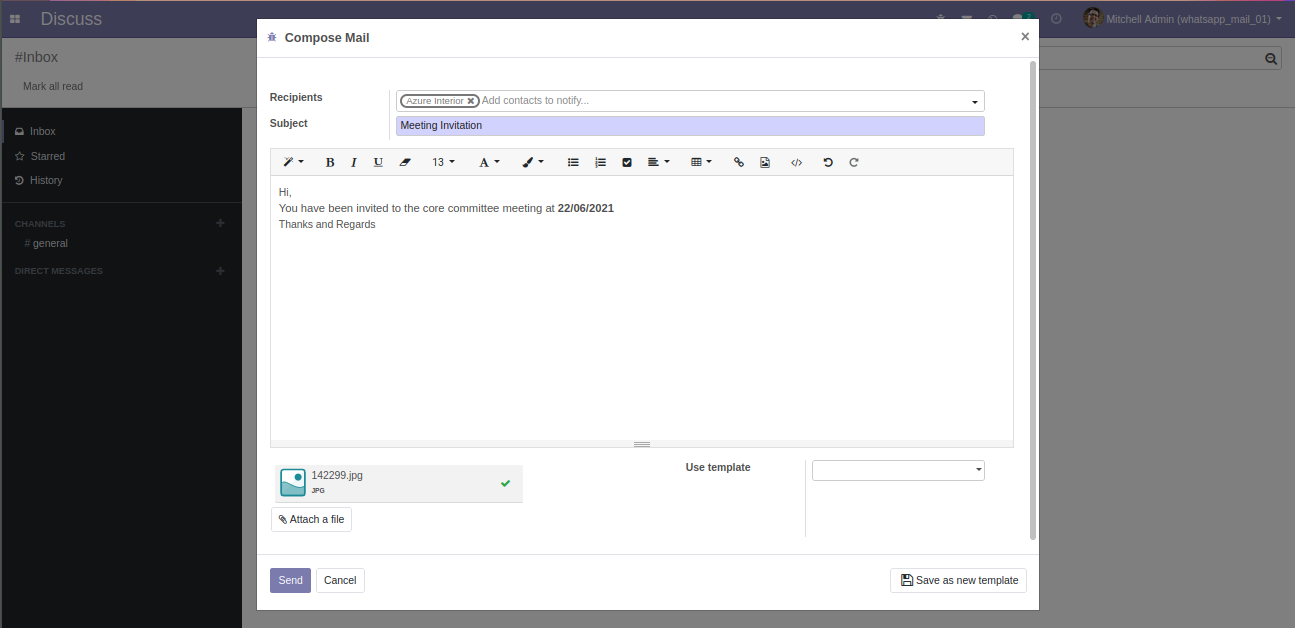 Discuss
Mitchell Admin (whatsapp_mail_01)
#Inbox
Mark all read
Inbox
Starred
History
CHANNELS
# general
DIRECT MESSAGES
Compose Mail
Recipients
Azure Interior
Add contacts to notify...
Subject
Meeting Invitation
B I U 13 A
Hi,
You have been invited to the core committee meeting at 22/06/2021
Thanks and Regards
142299.jpg
JPG
Use template
Attach a file
Send
Cancel
Save as new template